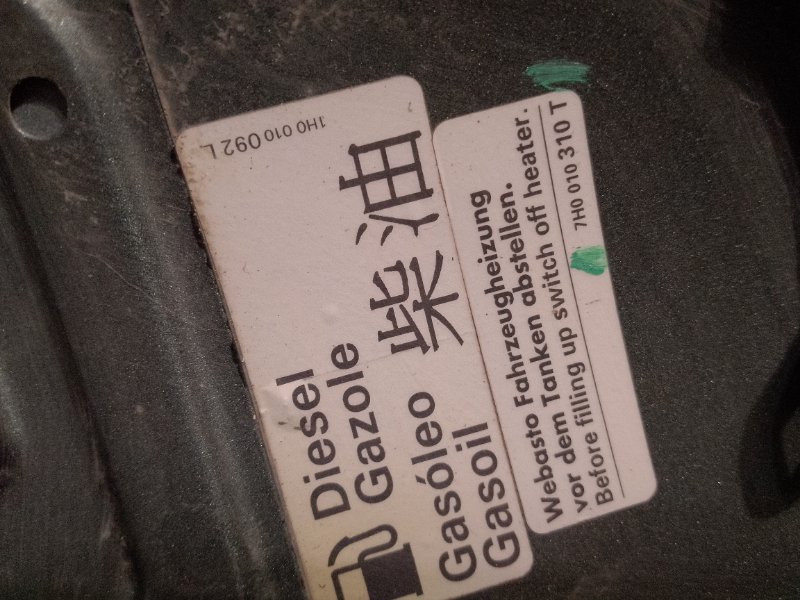 1H0 010 092 L
Diesel
Gazole
Gasóleo
Gasoil
柴油
Webasto Fahrzeugheizung
vor dem Tanken abstellen.
Before filling up switch off heater.
7H0 010 310 T